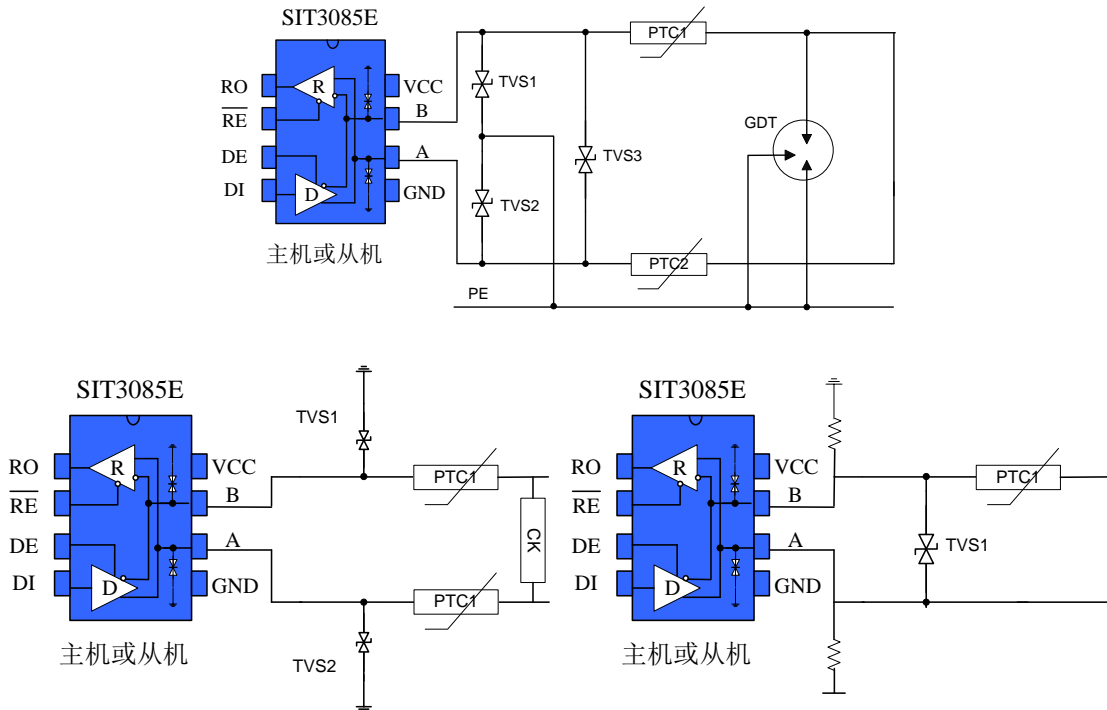 SIT3085E
RO
RE
DE
DI
R
D
VCC
B
A
GND
主机或从机
TVS1
TVS2
TVS3
PTC1
PTC2
GDT
PE
SIT3085E
RO
RE
DE
DI
R
D
VCC
B
A
GND
主机或从机
TVS1
TVS2
PTC1
PTC1
CK
SIT3085E
RO
RE
DE
DI
R
D
VCC
B
A
GND
主机或从机
PTC1
TVS1